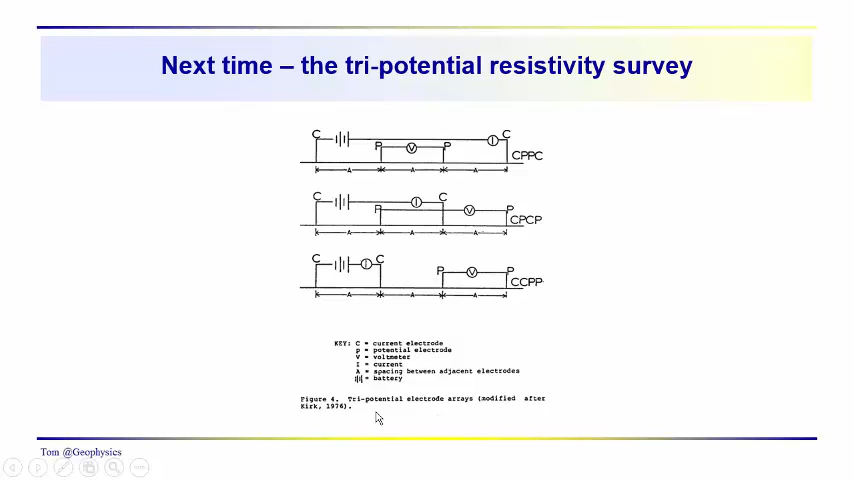 Next time – the tri-potential resistivity survey
C C
P V P I
CPPC
A A A
C I C
P V P
CPCP
A A A
C I C
P V P
CCPP
A A A
KEY: C = current electrode
P = potential electrode
V = voltmeter
I = current
A = spacing between adjacent electrodes
= battery
Figure 4. Tri-potential electrode arrays (modified after
Kirk, 1976).
Tom @Geophysics